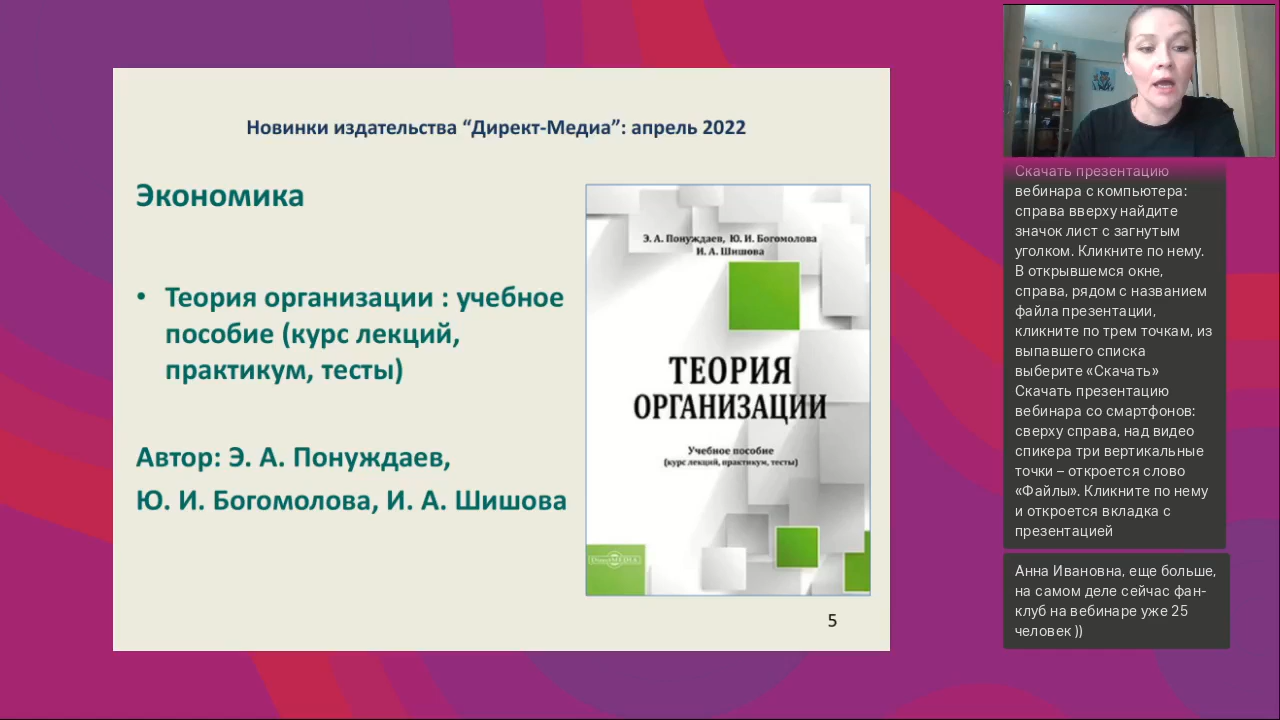 Новинки издательства “Директ-Медиа”: апрель 2022
Экономика
• Теория организации : учебное
пособие (курс лекций,
практикум, тесты)
Автор: Э. А. Понуждаев,
Ю. И. Богомолова, И. А. Шишова
Э. А. Понуждаев, Ю. И. Богомолова
И. А. Шишова
ТЕОРИЯ
ОРГАНИЗАЦИИ
Учебное пособие
(курс лекций, практикум, тесты)
DirectMEDIA
5
Скачать презентацию
вебинара с компьютера:
справа вверху найдите
значок лист с загнутым
уголком. Кликните по нему.
В открывшемся окне,
справа, рядом с названием
файла презентации,
кликните по трем точкам, из
выпавшего списка
выберите «Скачать»
Скачать презентацию
вебинара со смартфонов:
сверху справа, над видео
спикера три вертикальные
точки – откроется слово
«Файлы». Кликните по нему
и откроется вкладка с
презентацией
Анна Ивановна, еще больше,
на самом деле сейчас фан-
клуб на вебинаре уже 25
человек ))